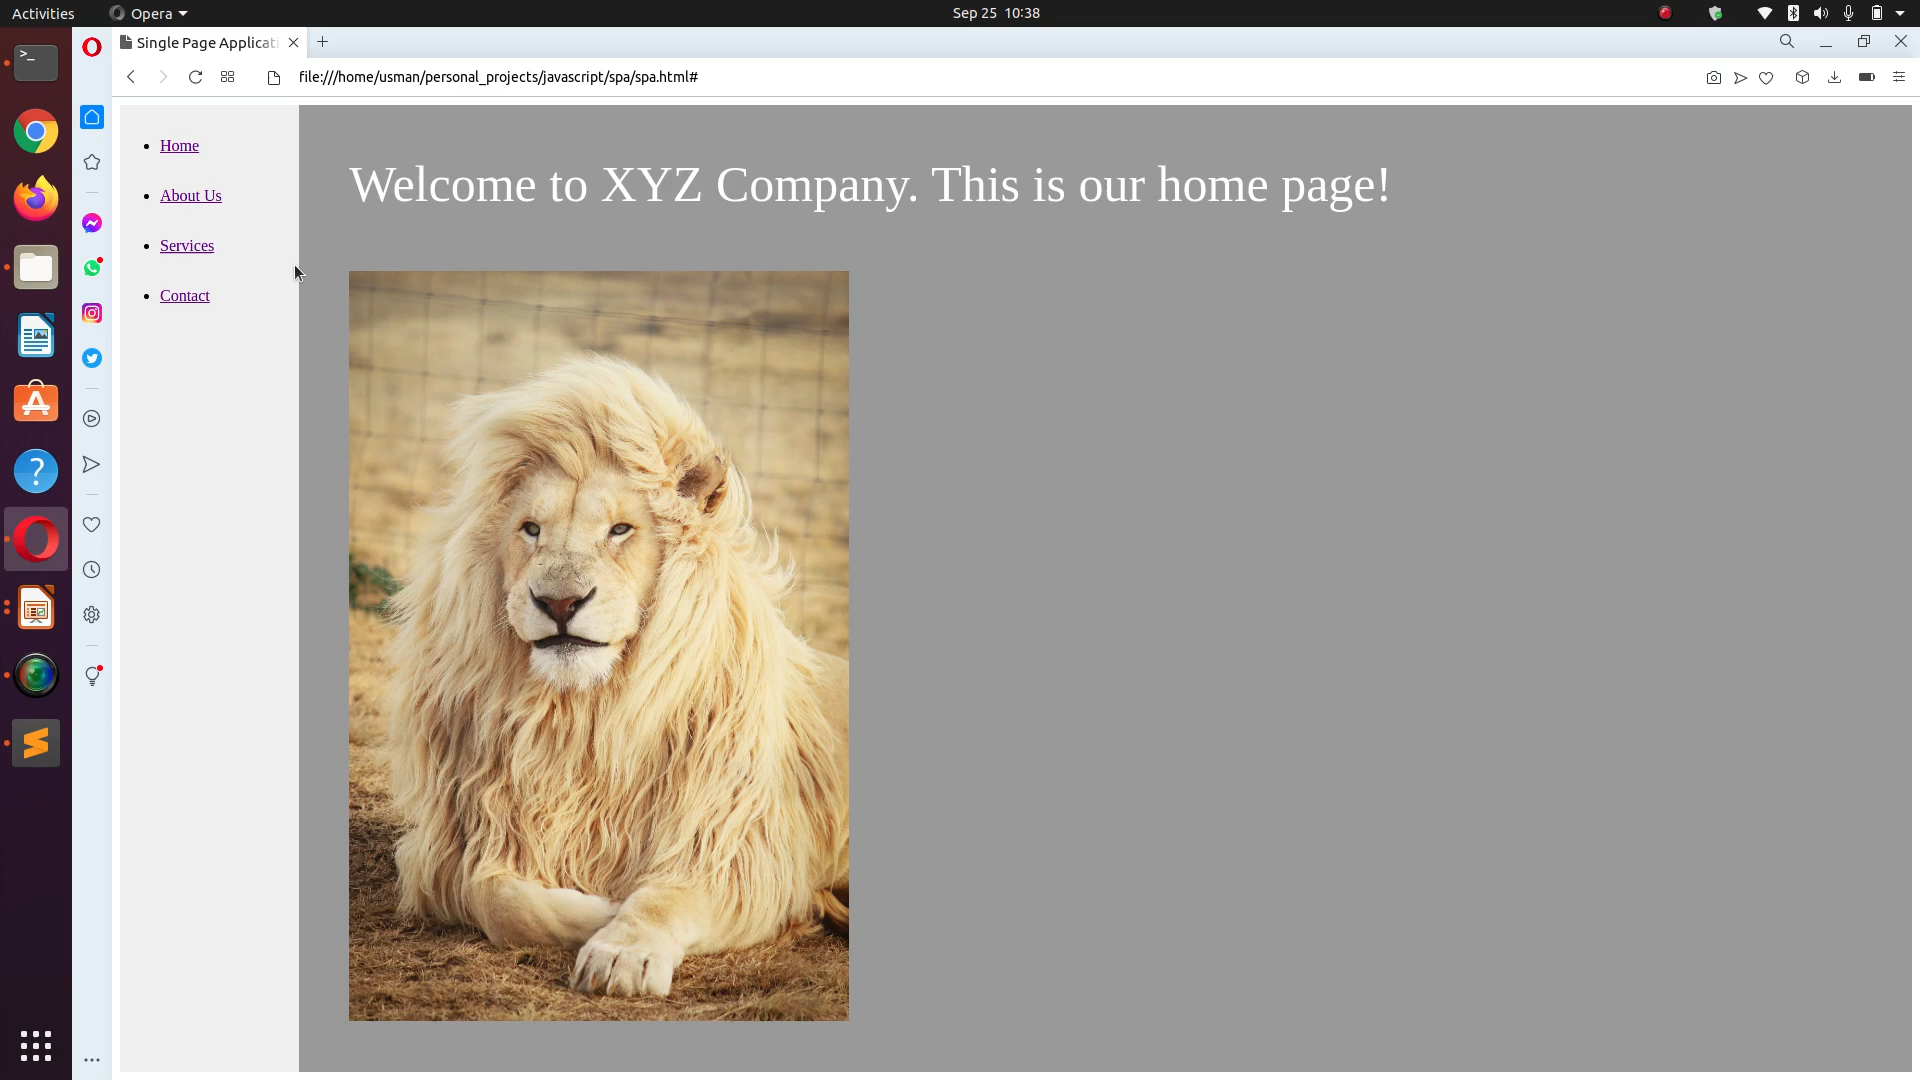 Activities
Opera
Sep 25 10:38
Single Page Applicati
file:///home/usman/personal_projects/javascript/spa/spa.html#
Home
About Us
Services
Contact
Welcome to XYZ Company. This is our home page!